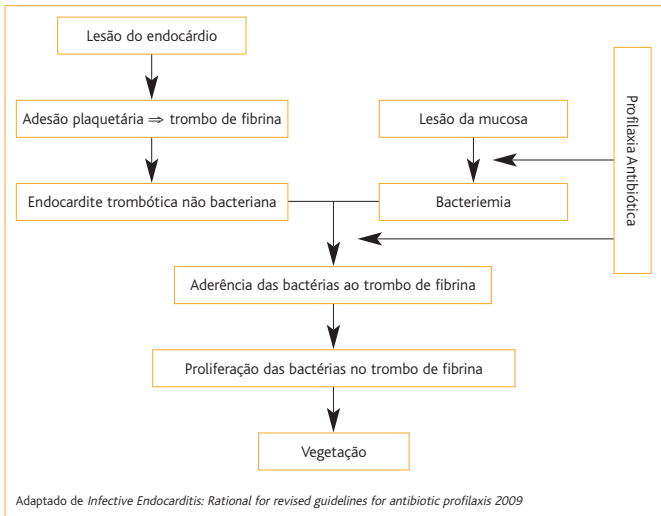 Lesão do endocárdio
Adesão plaquetária ⇒ trombo de fibrina
Lesão da mucosa
Profilaxia Antibiótica
Endocardite trombótica não bacteriana
Bacteriemia
Aderência das bactérias ao trombo de fibrina
Proliferação das bactérias no trombo de fibrina
Vegetação
Adaptado de Infective Endocarditis: Rational for revised guidelines for antibiotic profilaxis 2009